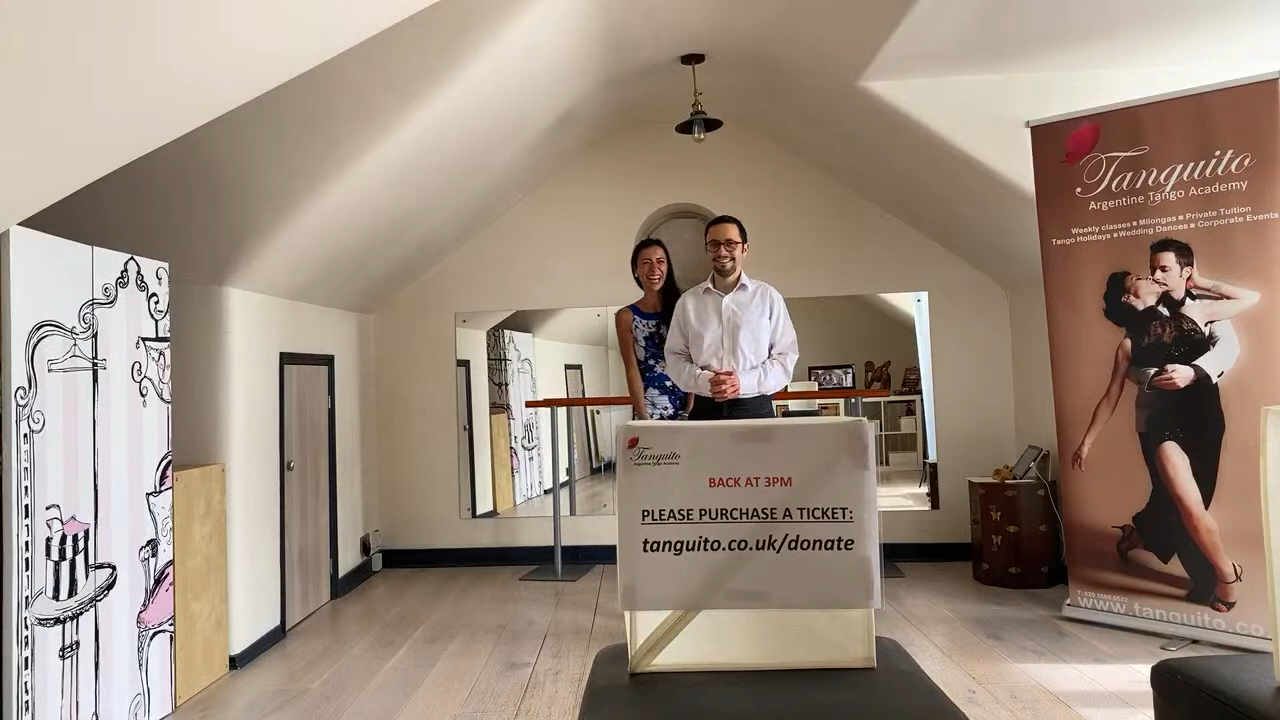 Tanguito
Argentine Tango Academy
Weekly classes ■ Milongas ■ Private Tuition
Tango Holidays ■ Wedding Dances ■ Corporate Events
Tanguito
Argentine Tango Academy
BACK AT 3PM
PLEASE PURCHASE A TICKET:
tanguito.co.uk/donate
www.tanguito.co